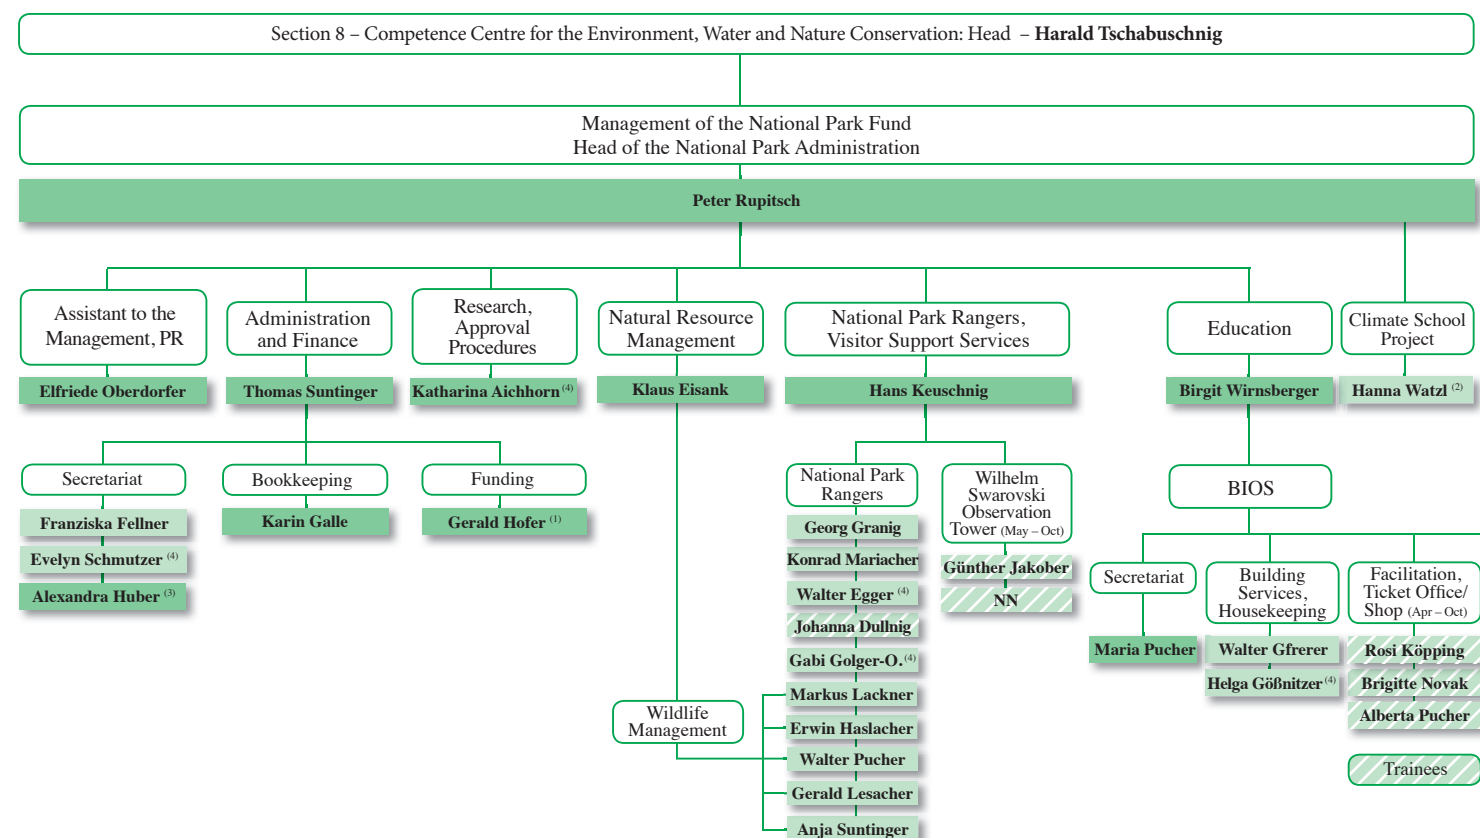 Section 8 – Competence Centre for the Environment, Water and Nature Conservation: Head – Harald Tschabuschnig
Management of the National Park Fund
Head of the National Park Administration
Peter Rupitsch
Assistant to the
Management, PR
Elfriede Oberdorfer
Administration
and Finance
Thomas Suntinger
Research,
Approval
Procedures
Katharina Aichhorn (4)
Natural Resource
Management
Klaus Eisank
National Park Rangers,
Visitor Support Services
Hans Keuschnig
Education
Birgit Wirnsberger
Climate School
Project
Hanna Watzl (2)
Secretariat
Franziska Fellner
Evelyn Schmutzer (4)
Alexandra Huber (3)
Bookkeeping
Karin Galle
Funding
Gerald Hofer (1)
Wildlife
Management
National Park
Rangers
Georg Granig
Konrad Mariacher
Walter Egger (4)
Johanna Dullnig
Gabi Golger-O. (4)
Markus Lackner
Erwin Haslacher
Walter Pucher
Gerald Lesacher
Anja Suntinger
Wilhelm
Swarovski
Observation
Tower (May – Oct)
Günther Jakober
NN
BIOS
Secretariat
Maria Pucher
Building
Services,
Housekeeping
Walter Gfrerer
Helga Gößnitzer (4)
Facilitation,
Ticket Office/
Shop (Apr – Oct)
Rosi Köpping
Brigitte Novak
Alberta Pucher
Trainees